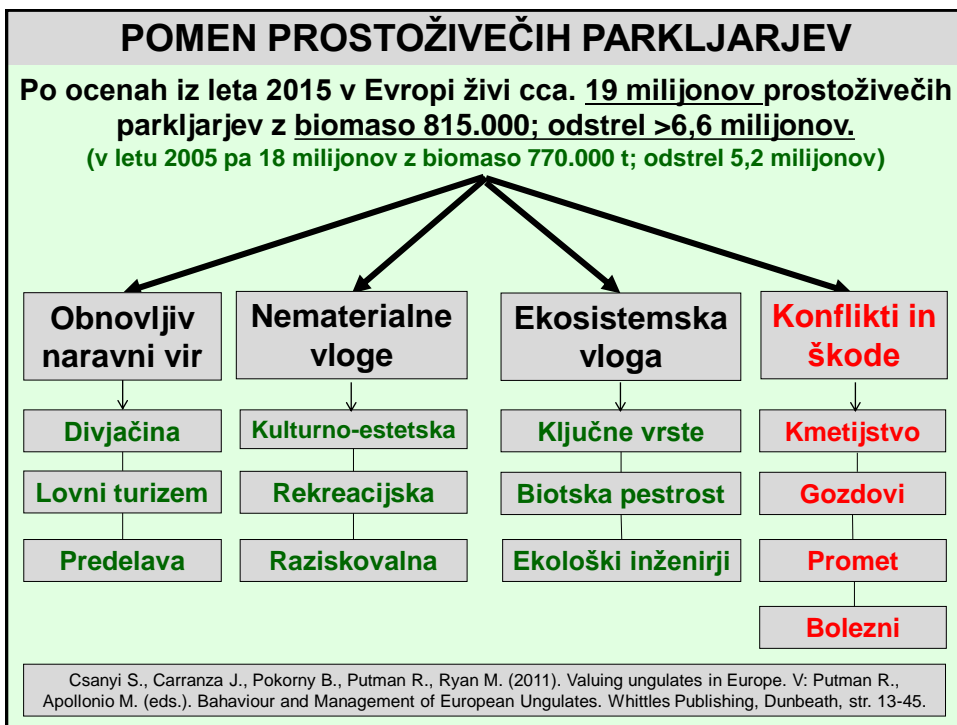 POMEN PROSTOŽIVEČIH PARKLJARJEV
Po ocenah iz leta 2015 v Evropi živi cca. 19 milijonov prostoživečih
parkljarjev z biomaso 815.000; odstrel >6,6 milijonov.
(v letu 2005 pa 18 milijonov z biomaso 770.000 t; odstrel 5,2 milijonov)
Obnovljiv
naravni vir
Divjačina
Lovni turizem
Predelava
Nematerialne
vloge
Kulturno-estetska
Rekreacijska
Raziskovalna
Ekosistemska
vloga
Ključne vrste
Biotska pestrost
Ekološki inženirji
Konflikti in
škode
Kmetijstvo
Gozdovi
Promet
Bolezni
Csanyi S., Carranza J., Pokorny B., Putman R., Ryan M. (2011). Valuing ungulates in Europe. V: Putman R.,
Apollonio M. (eds.). Bahaviour and Management of European Ungulates. Whittles Publishing, Dunbeath, str. 13-45.